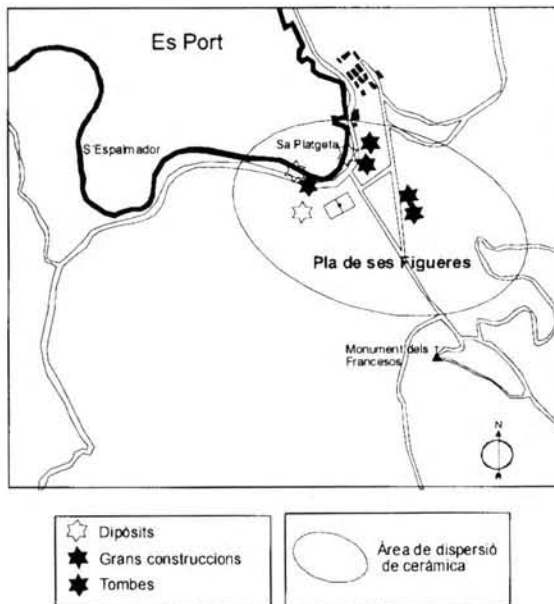 Es Port
S'Espalmador
Sa Platgeta
Pla de ses Figueres
Monument dels
Francesos
N
Dipòsits
Grans construccions
Tombes
Àrea de dispersió
de ceràmica